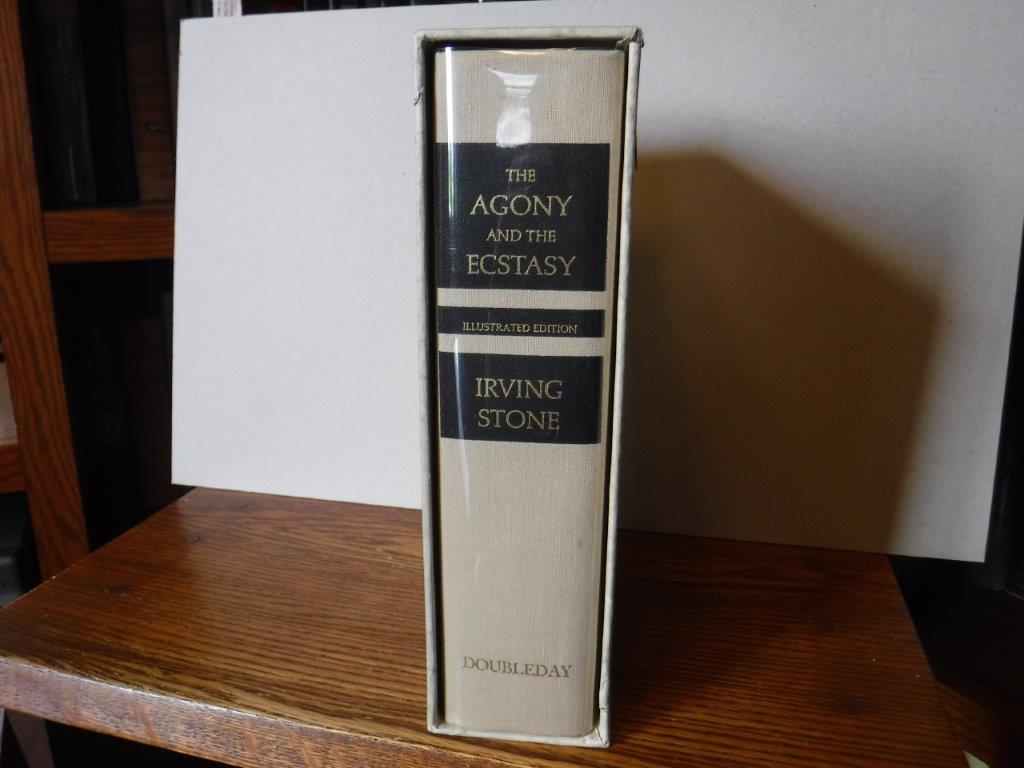 THE
AGONY
AND THE
ECSTASY
ILLUSTRATED EDITION
IRVING
STONE
DOUBLEDAY